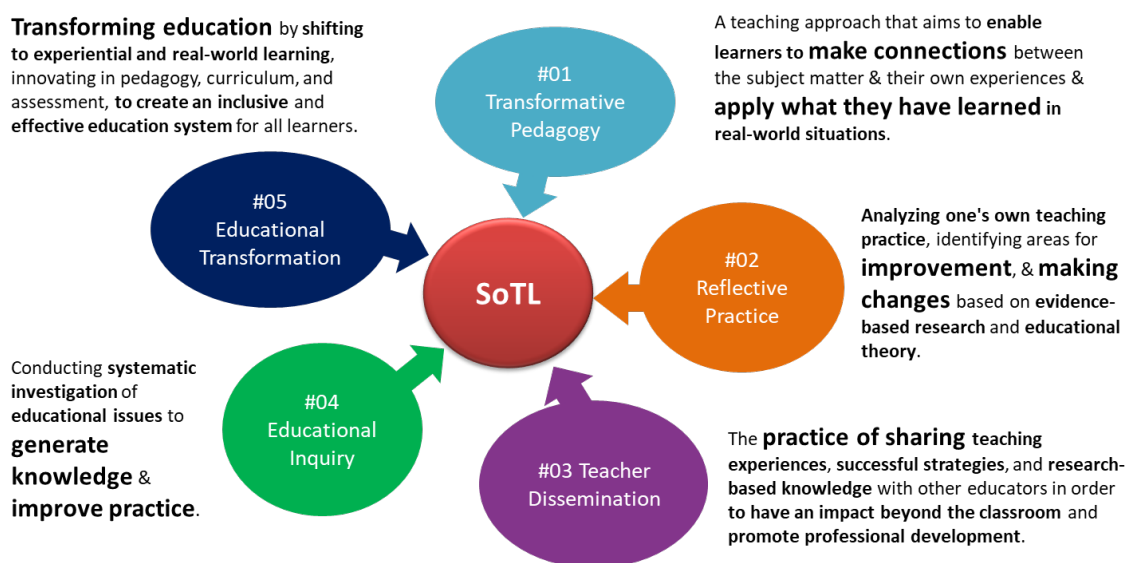 Transforming education by shifting
to experiential and real-world learning,
innovating in pedagogy, curriculum, and
assessment, to create an inclusive and
effective education system for all learners.
#01
Transformative
Pedagogy
A teaching approach that aims to enable
learners to make connections between
the subject matter & their own experiences &
apply what they have learned in
real-world situations.
#05
Educational
Transformation
SoTL
#02
Reflective
Practice
Analyzing one's own teaching
practice, identifying areas for
improvement, & making
changes based on evidence-
based research and educational
theory.
Conducting systematic
investigation of
educational issues to
generate
knowledge &
improve practice.
#04
Educational
Inquiry
#03 Teacher
Dissemination
The practice of sharing teaching
experiences, successful strategies, and research-
based knowledge with other educators in order
to have an impact beyond the classroom and
promote professional development.